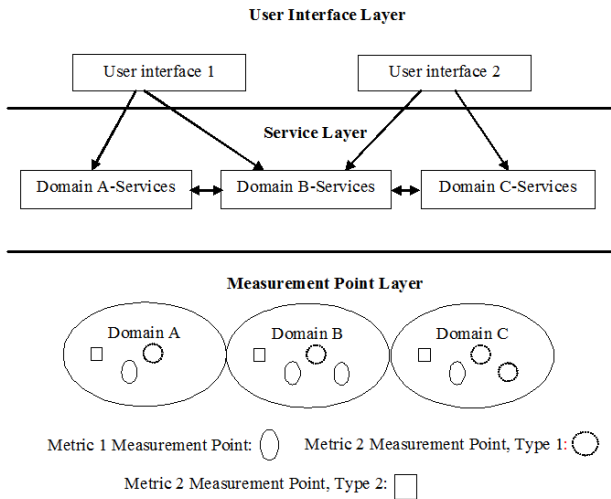 User Interface Layer
User interface 1
User interface 2
Service Layer
Domain A-Services
Domain B-Services
Domain C-Services
Measurement Point Layer
Domain A
Domain B
Domain C
Metric 1 Measurement Point:
Metric 2 Measurement Point, Type 1:
Metric 2 Measurement Point, Type 2: